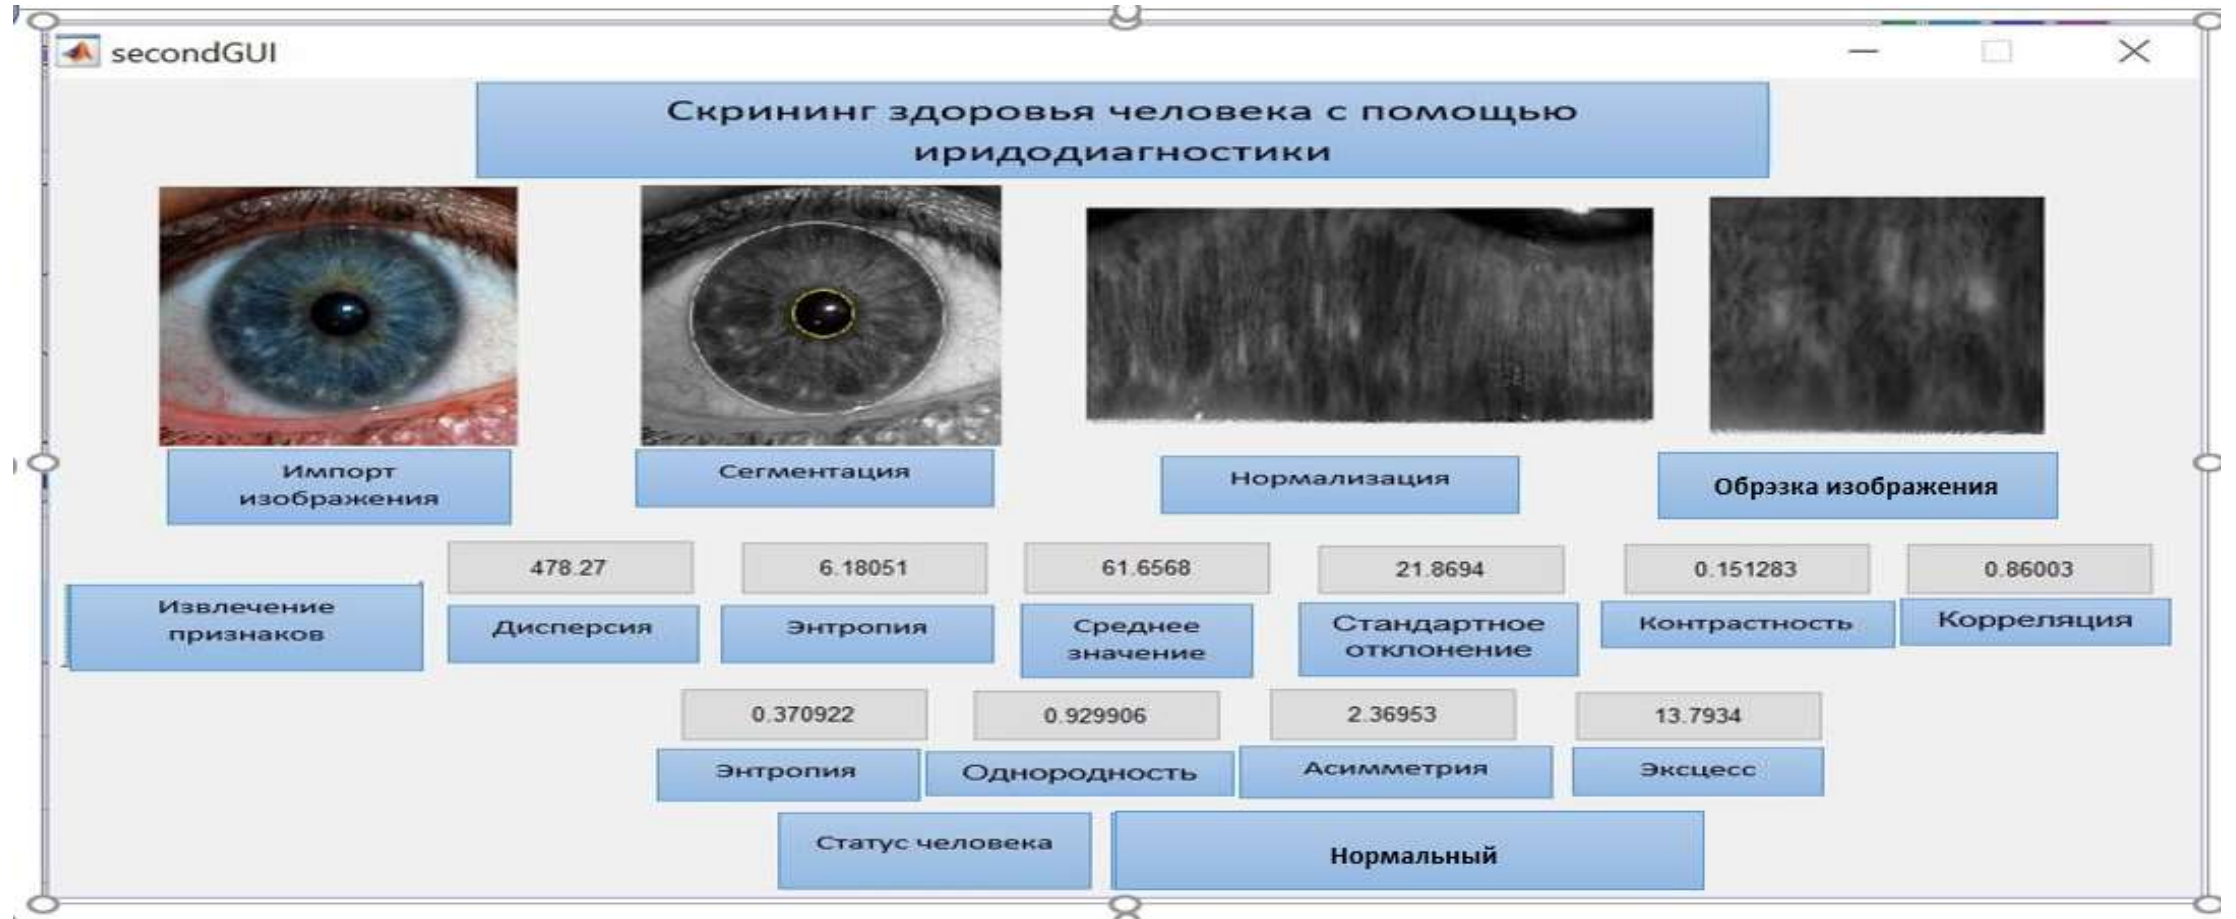 secondGUI
Скрининг здоровья человека с помощью
иридодиагностики
Импорт
изображения
Сегментация
Нормализация
Обрэзка изображения
478.27
6.18051
61.6568
21.8694
0.151283
0.86003
Извлечение
признаков
Дисперсия
Энтропия
Среднее
значение
Стандартное
отклонение
Контрастность
Корреляция
0.370922
0.929906
2.36953
13.7934
Энтропия
Однородность
Асимметрия
Эксцесс
Статус человека
Нормальный